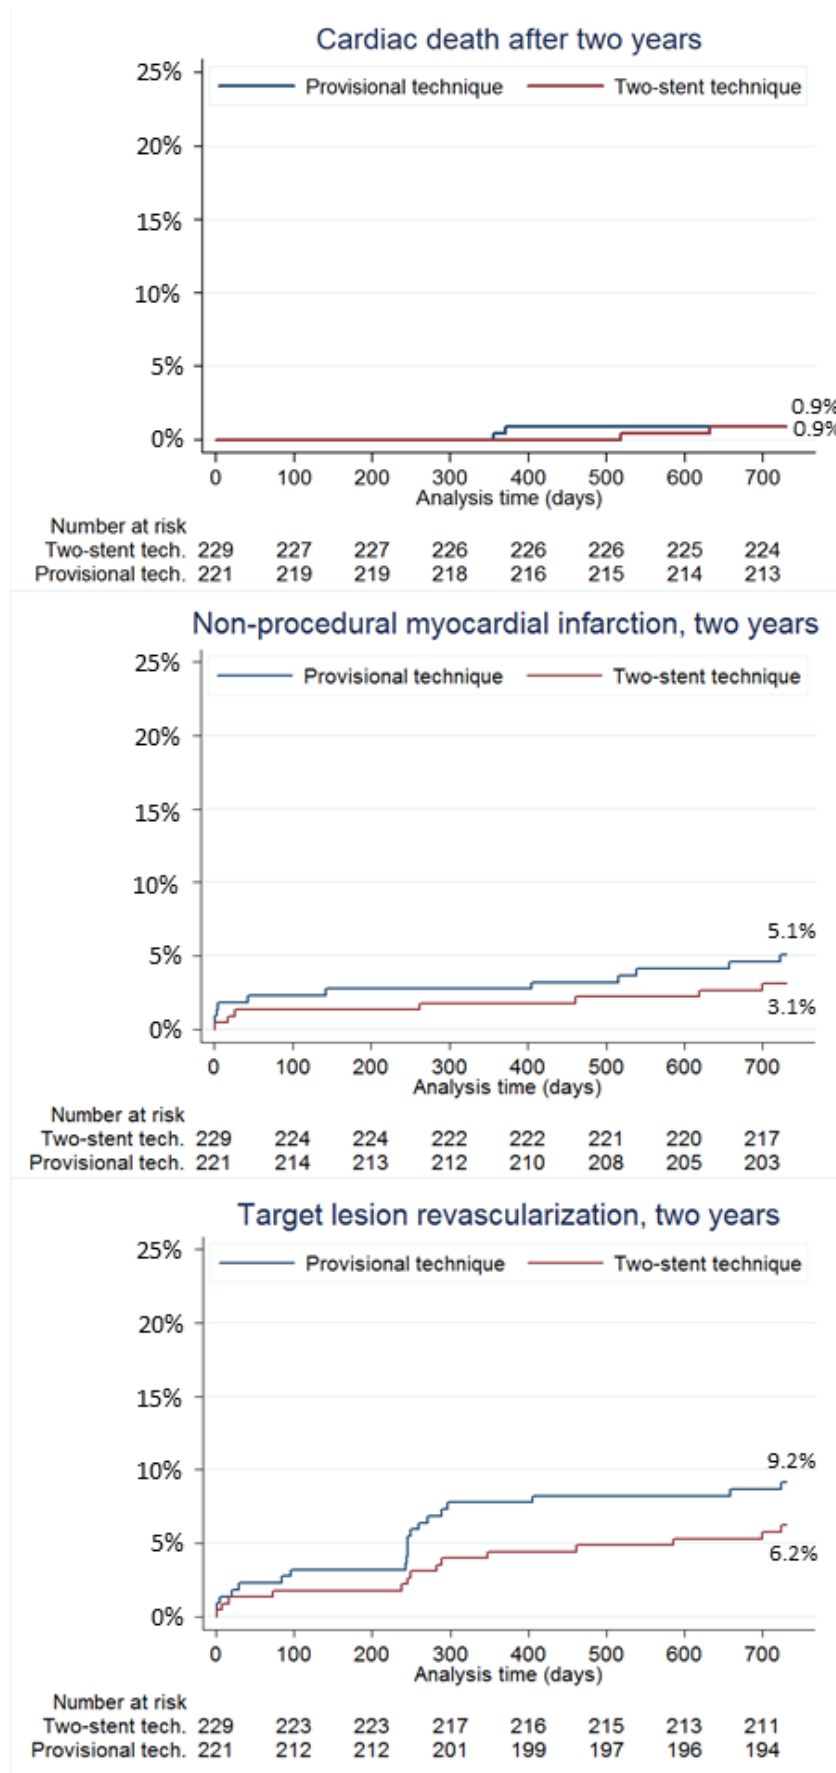 Cardiac death after two years
25%
Provisional technique Two-stent technique
20%
15%
10%
5%
0.9%
0%
0.9%
0 100 200 300 400 500 600 700
Analysis time (days)
Number at risk
Two-stent tech. 229 227 227 226 226 226 225 224
Provisional tech. 221 219 219 218 216 215 214 213
Non-procedural myocardial infarction, two years
25%
Provisional technique Two-stent technique
20%
15%
10%
5.1%
5%
3.1%
0%
0 100 200 300 400 500 600 700
Analysis time (days)
Number at risk
Two-stent tech. 229 224 224 222 222 221 220 217
Provisional tech. 221 214 213 212 210 208 205 203
Target lesion revascularization, two years
25%
Provisional technique Two-stent technique
20%
15%
10%
9.2%
5%
6.2%
0%
0 100 200 300 400 500 600 700
Analysis time (days)
Number at risk
Two-stent tech. 229 223 223 217 216 215 213 211
Provisional tech. 221 212 212 201 199 197 196 194